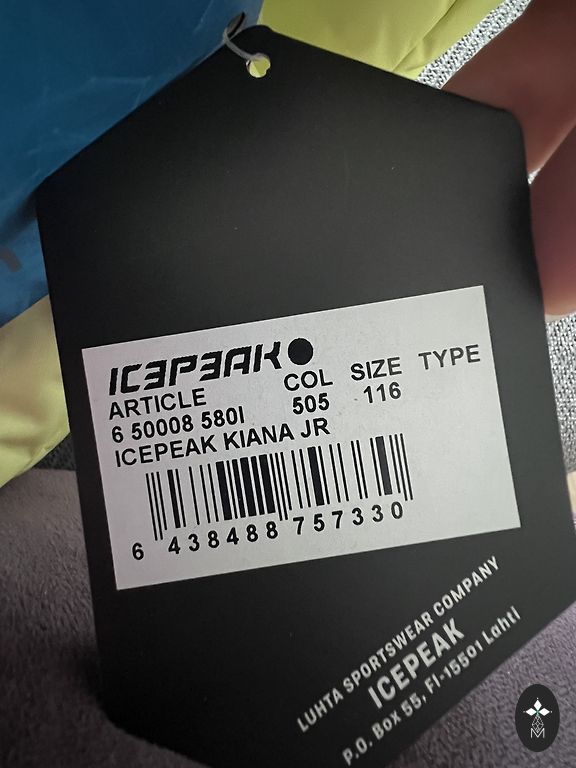 ICEPEAK
ARTICLE COL SIZE TYPE
6 50008 580I 505 116
ICEPEAK KIANA JR
6 438488 757330
LUHTA SPORTSWEAR COMPANY
ICEPEAK
P.O. Box 55, FI-15501 Lahti
M